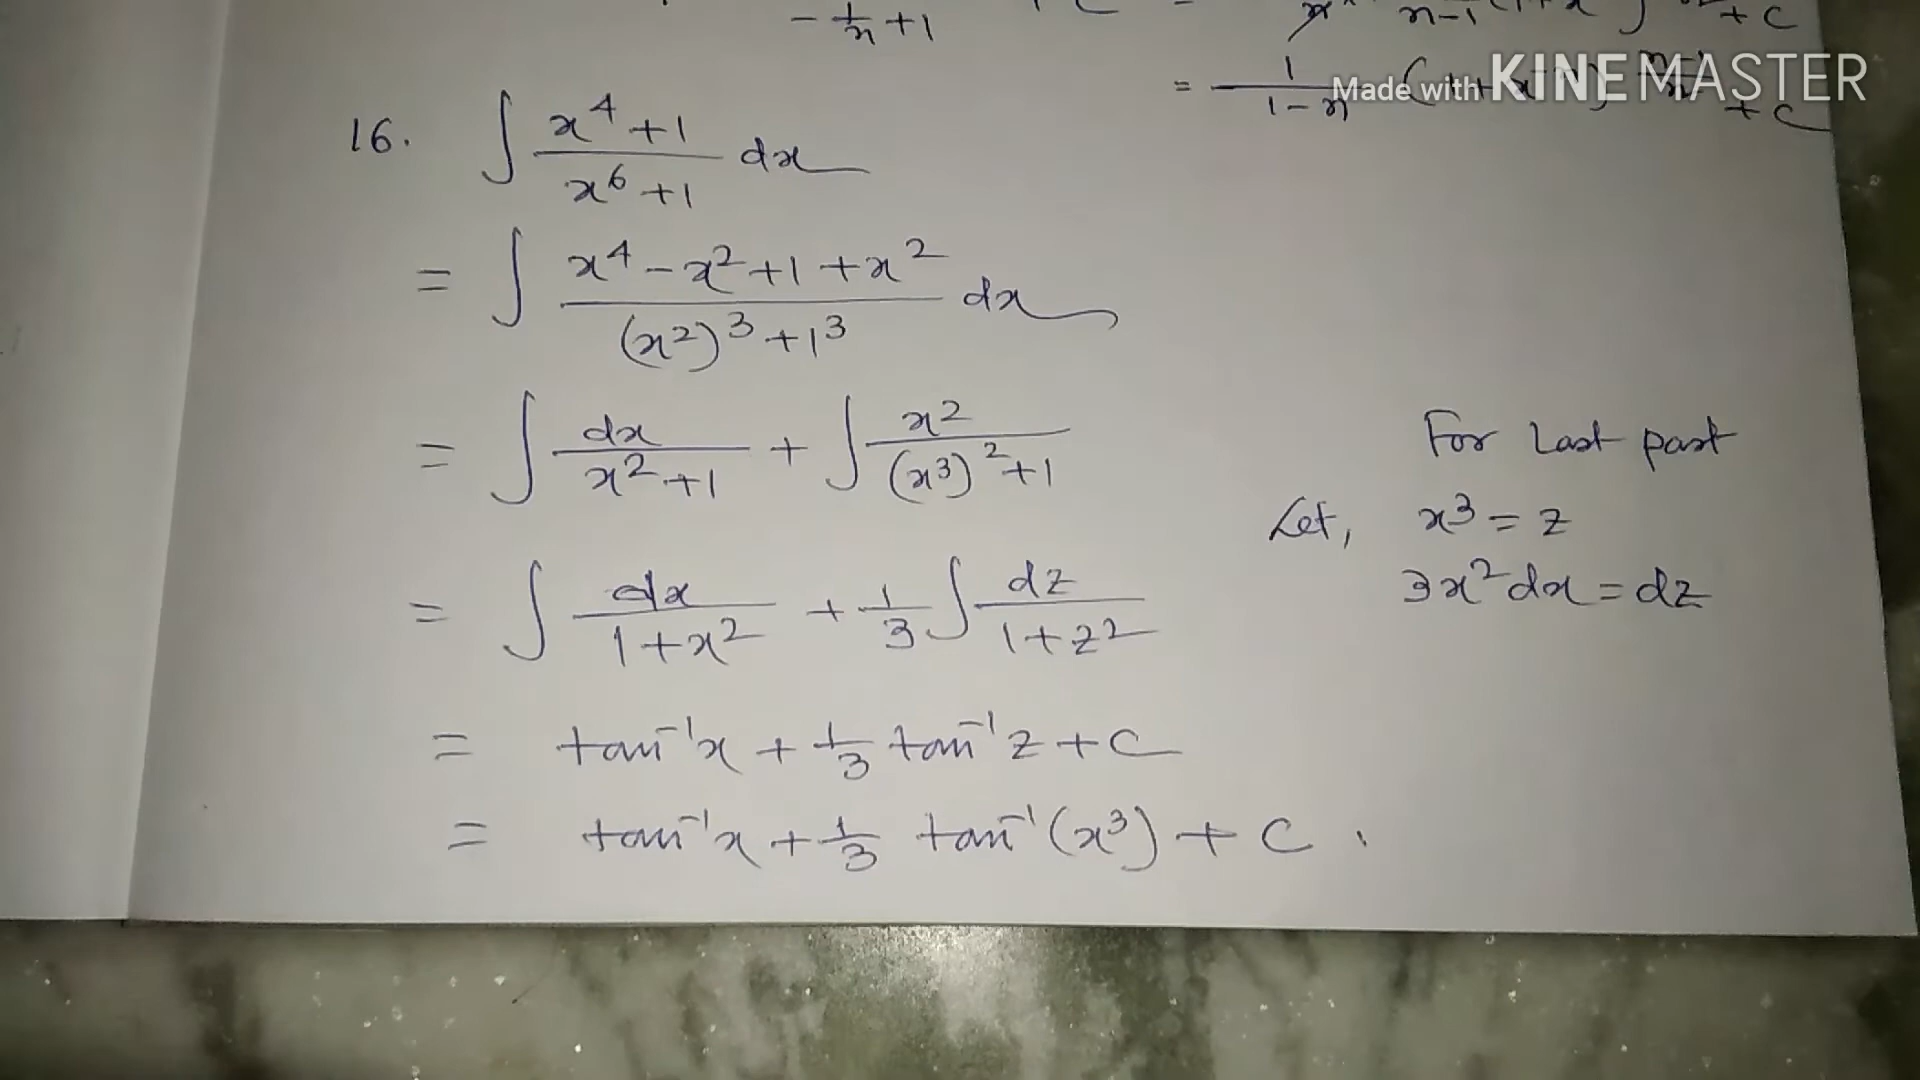 - 1/n + 1
n-1
+ c
= 1/(1-n)
+ c
Made with KINEMASTER
16. ∫ (x⁴ + 1)/(x⁶ + 1) dx
= ∫ (x⁴ - x² + 1 + x²)/((x²)³ + 1³) dx
= ∫ dx/(x² + 1) + ∫ x²/((x³)² + 1)
For Last part
Let, x³ = z
3x² dx = dz
= ∫ dx/(1 + x²) + 1/3 ∫ dz/(1 + z²)
= tan⁻¹x + 1/3 tan⁻¹z + C
= tan⁻¹x + 1/3 tan⁻¹(x³) + C .